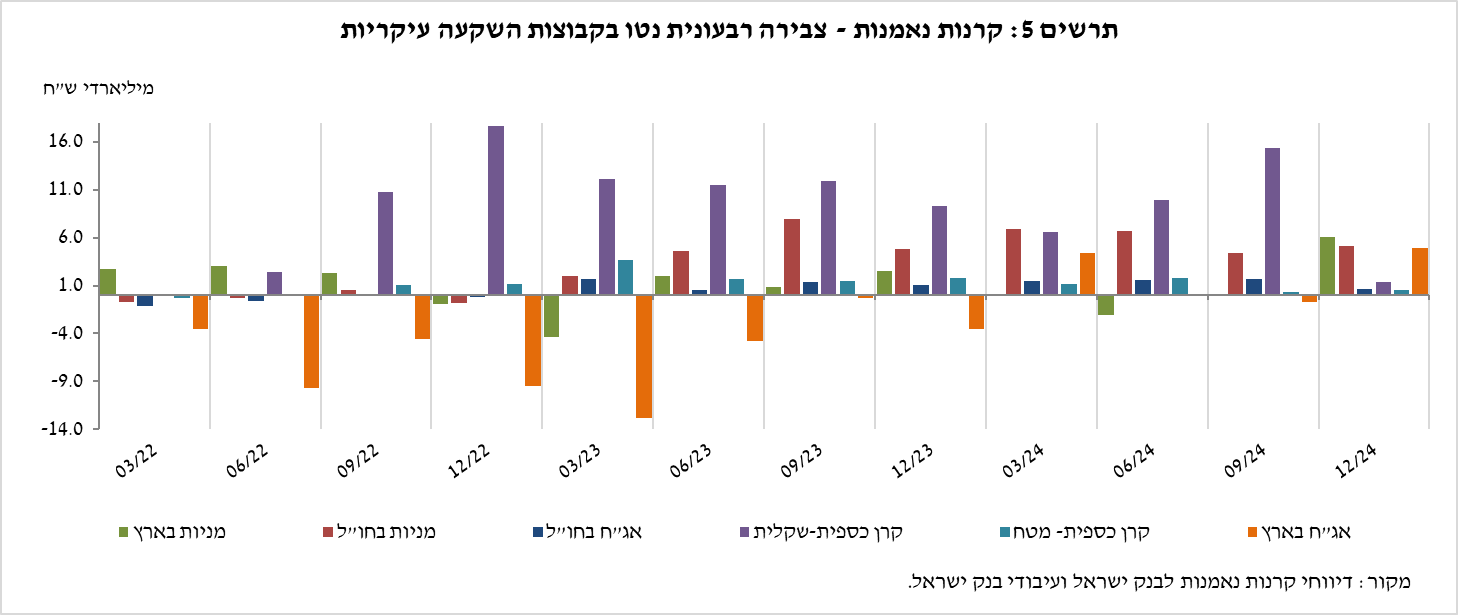 תרשים 5: קרנות נאמנות - צבירה רבעונית נטו בקבוצות השקעה עיקריות
מיליארדי ש"ח
16.0
11.0
6.0
1.0
-4.0
-9.0
-14.0
03/22
06/22
09/22
12/22
03/23
06/23
09/23
12/23
03/24
06/24
09/24
12/24
מניות בארץ
מניות בחו"ל
אג"ח בחו"ל
קרן כספית-שקלית
קרן כספית- מטח
אג"ח בארץ
מקור: דיווחי קרנות נאמנות לבנק ישראל ועיבודי בנק ישראל.